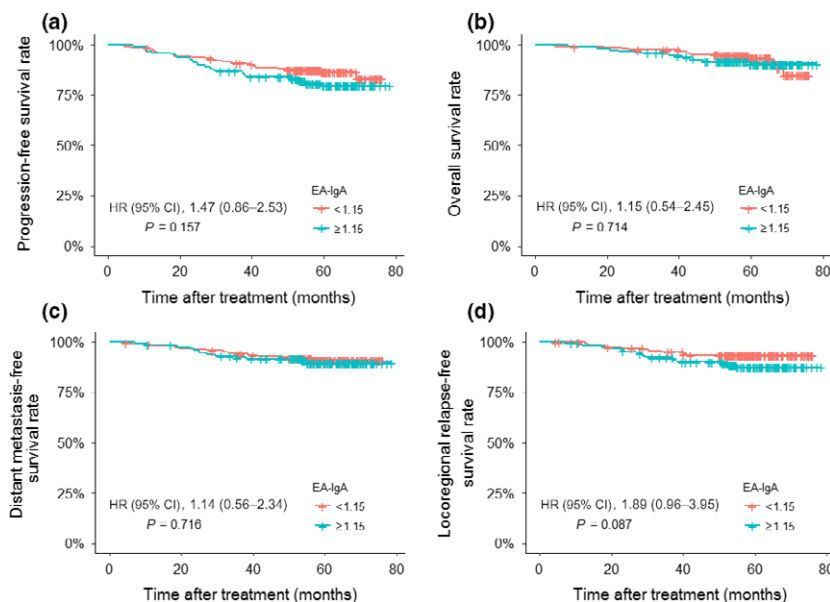 (a)
Progression-free survival rate
100%
75%
50%
25%
0%
EA-IgA
HR (95% CI), 1.47 (0.86–2.53)
<1.15
P = 0.157
≥1.15
0 20 40 60 80
Time after treatment (months)
(b)
Overall survival rate
100%
75%
50%
25%
0%
EA-IgA
HR (95% CI), 1.15 (0.54–2.45)
<1.15
P = 0.714
≥1.15
0 20 40 60 80
Time after treatment (months)
(c)
Distant metastasis-free
survival rate
100%
75%
50%
25%
0%
EA-IgA
HR (95% CI), 1.14 (0.56–2.34)
<1.15
P = 0.716
≥1.15
0 20 40 60 80
Time after treatment (months)
(d)
Locoregional relapse-free
survival rate
100%
75%
50%
25%
0%
EA-IgA
HR (95% CI), 1.89 (0.96–3.95)
<1.15
P = 0.087
≥1.15
0 20 40 60 80
Time after treatment (months)